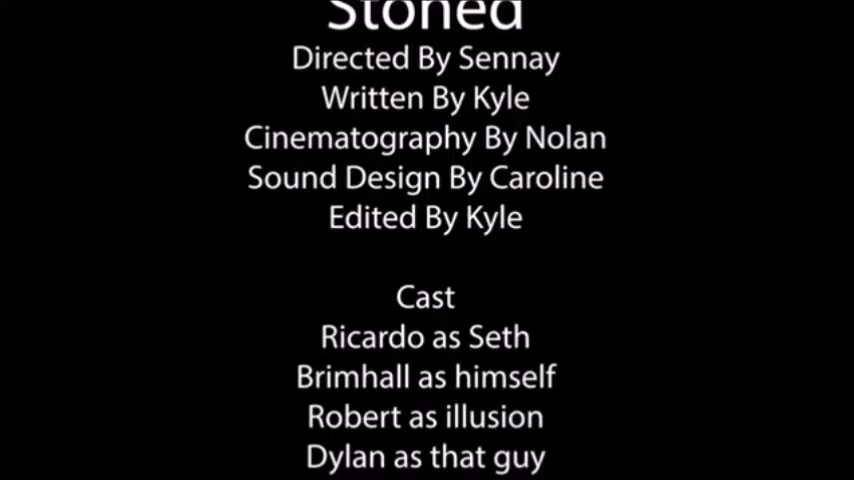 Stoned
Directed By Sennay
Written By Kyle
Cinematography By Nolan
Sound Design By Caroline
Edited By Kyle
Cast
Ricardo as Seth
Brimhall as himself
Robert as illusion
Dylan as that guy